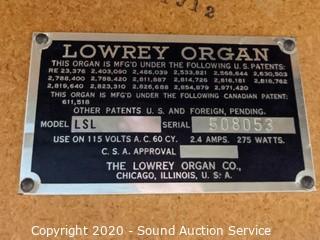 J12
LOWREY ORGAN
THIS ORGAN IS MFG'D UNDER THE FOLLOWING U.S. PATENTS:
RE 23,376 2,403,090 2,486,039 2,533,821 2,568,644 2,630,503
2,788,400 2,788,420 2,811,887 2,814,726 2,816,181 2,818,762
2,819,640 2,823,310 2,826,688 2,854,879 2,971,420
THIS ORGAN IS MFG'D UNDER THE FOLLOWING CANADIAN PATENT:
611,518
OTHER PATENTS U.S. AND FOREIGN, PENDING.
MODEL LSL SERIAL 508053
USE ON 115 VOLTS A.C. 60 CY. 2.4 AMPS. 275 WATTS.
C.S.A. APPROVAL
THE LOWREY ORGAN CO.,
CHICAGO, ILLINOIS, U.S.A.
Copyright 2020 - Sound Auction Service